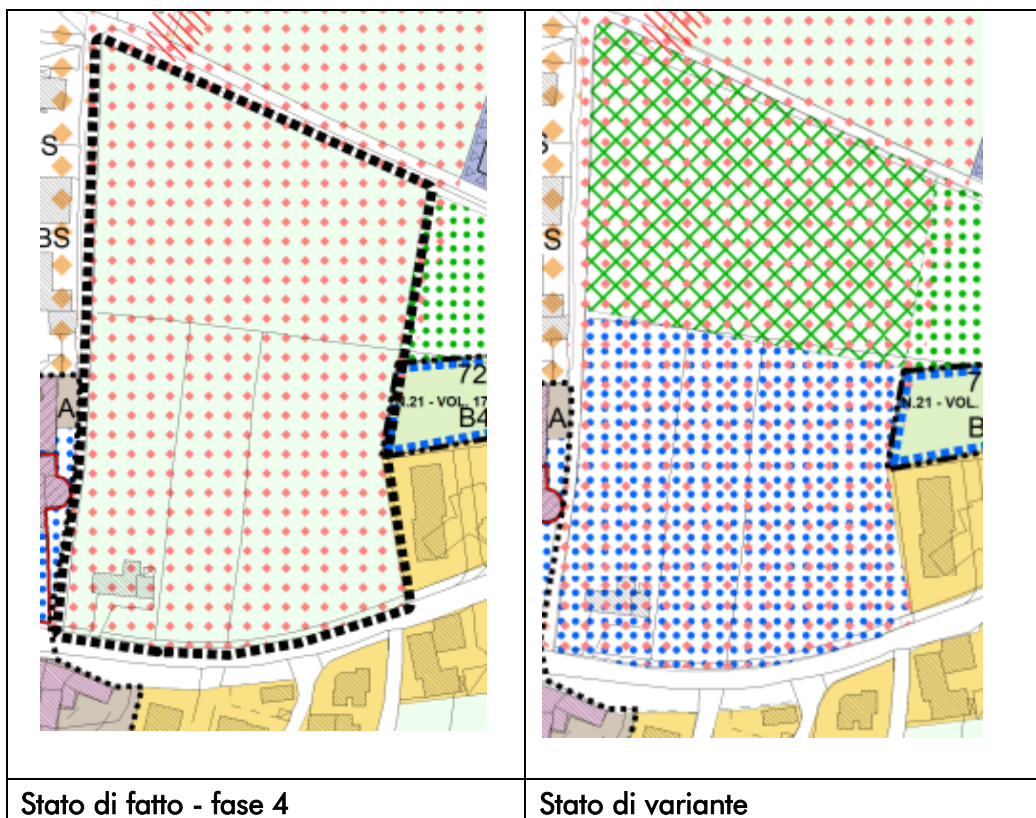 S
BS
A
72
N.21 - VOL. 17
B4
S
A
7
N.21 - VOL.
B
Stato di fatto - fase 4
Stato di variante